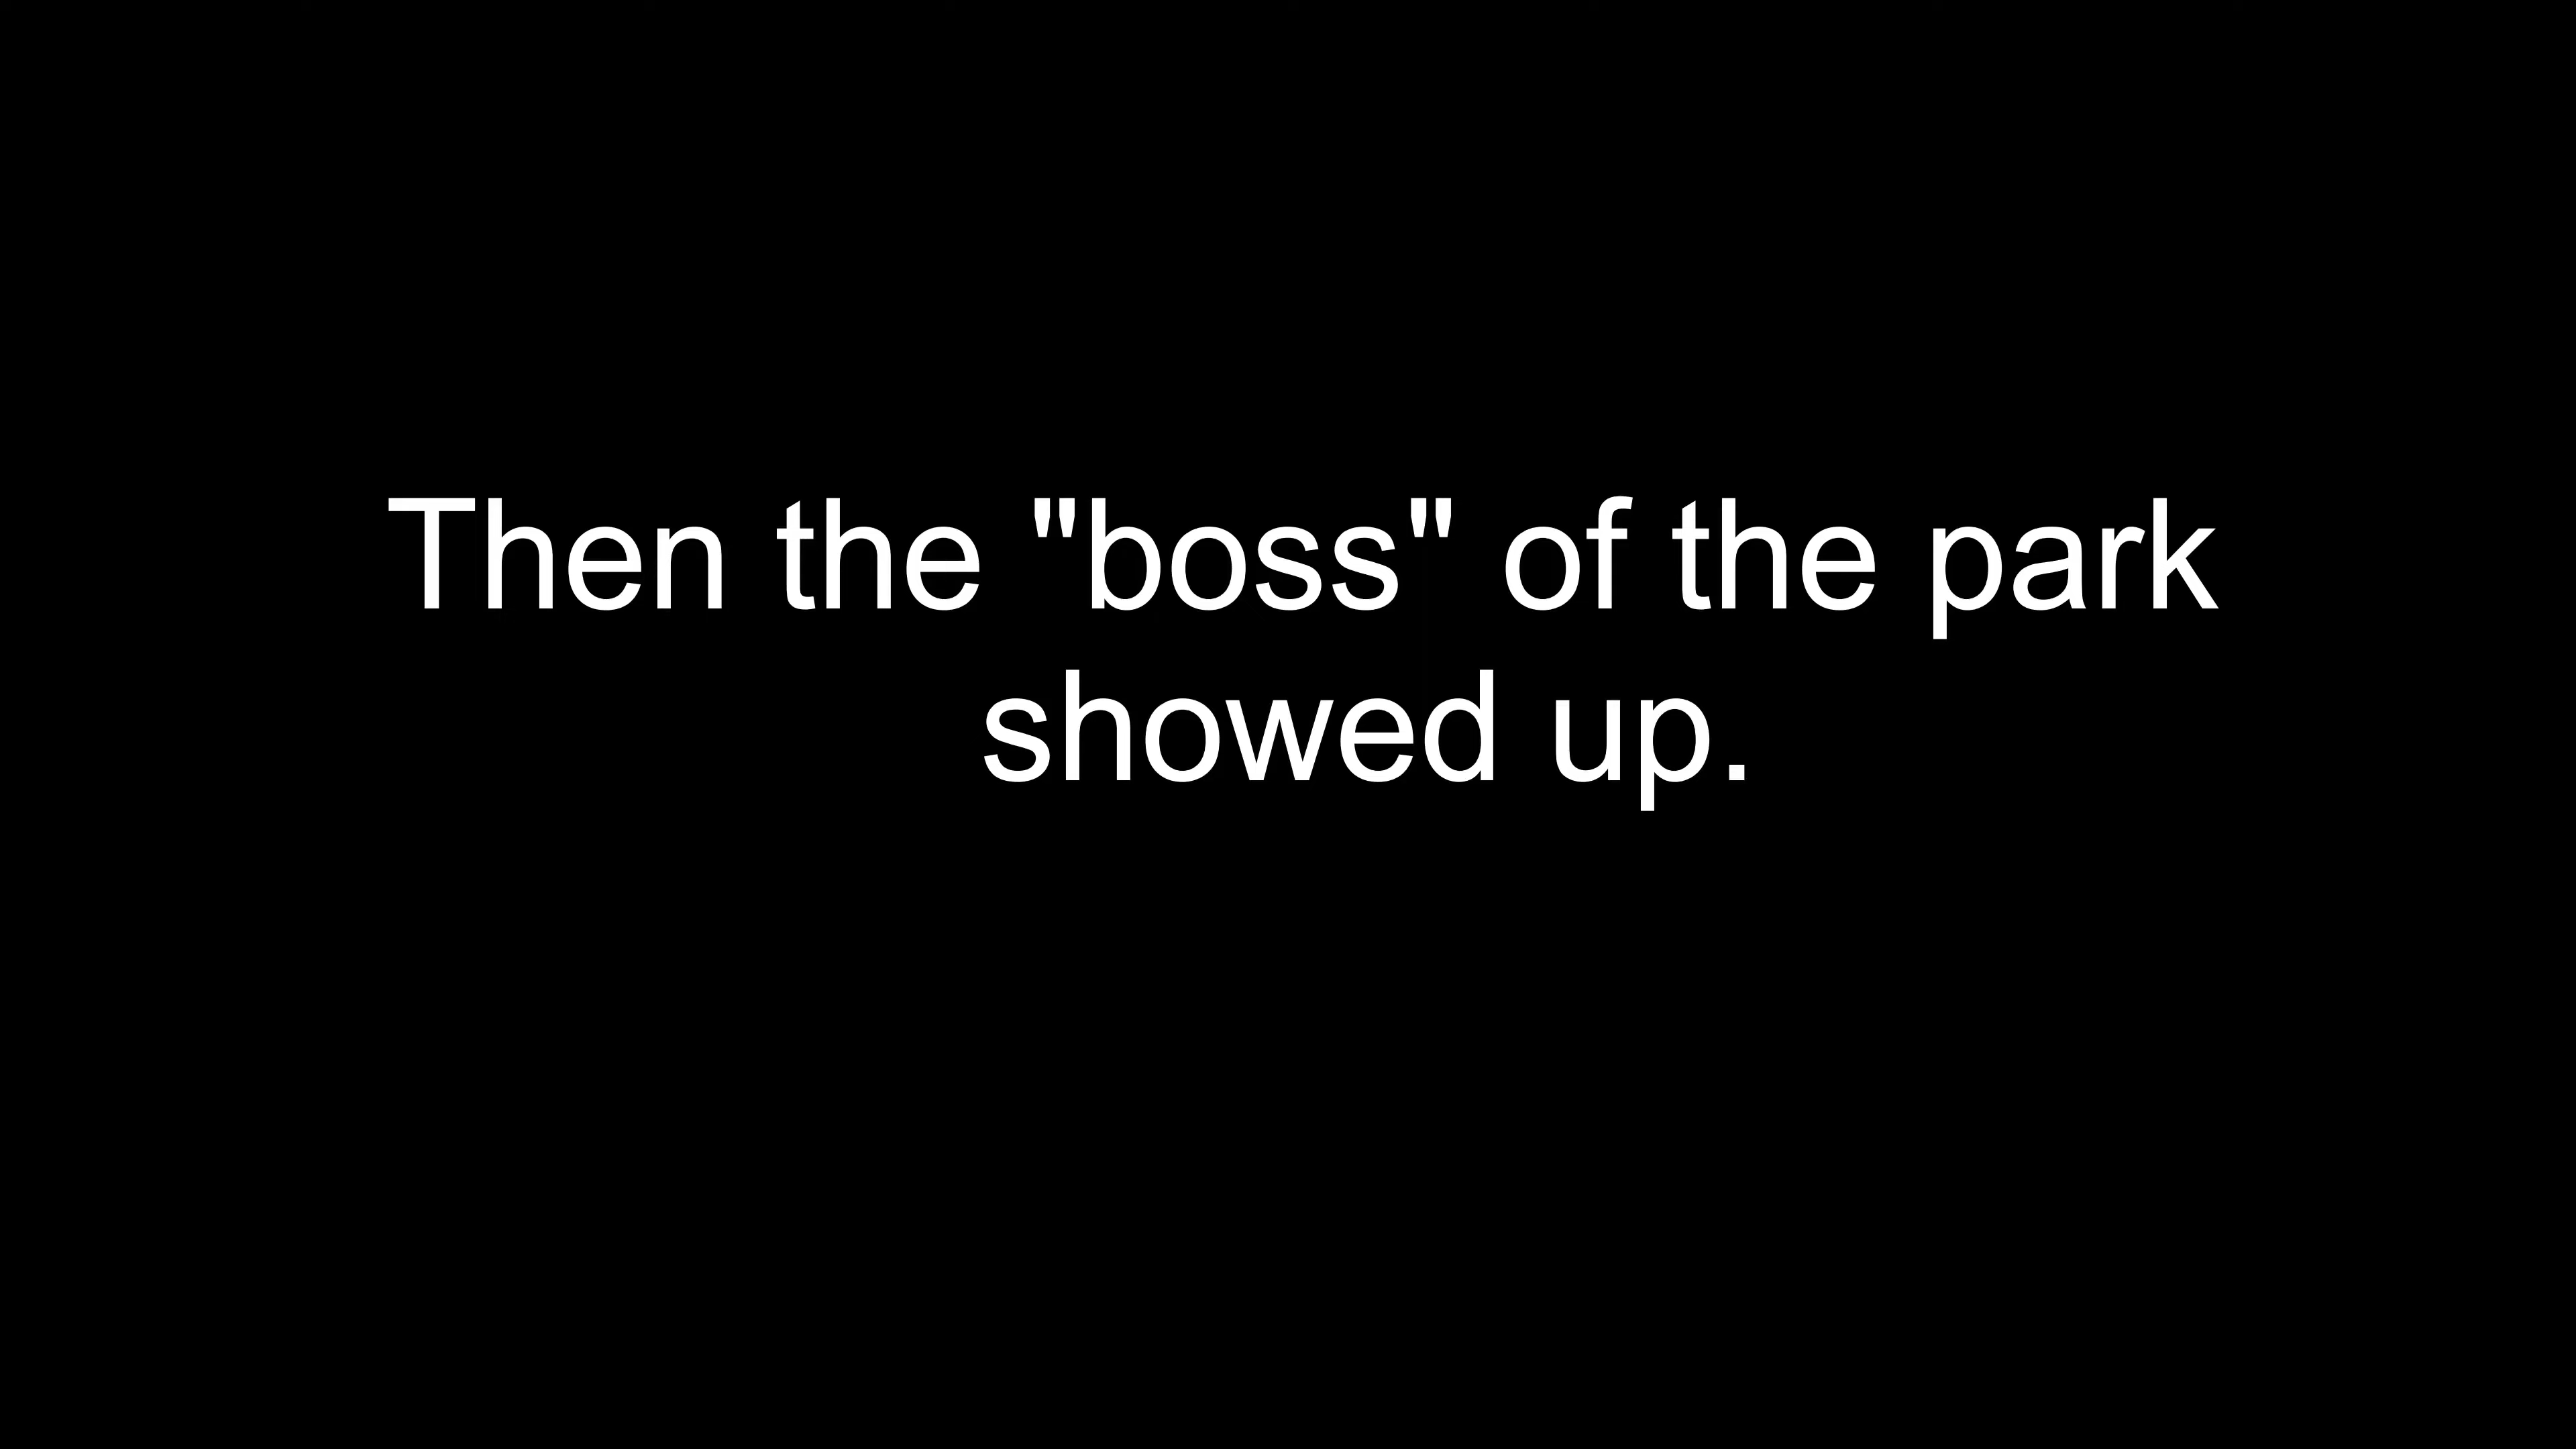 Then the "boss" of the park
showed up.